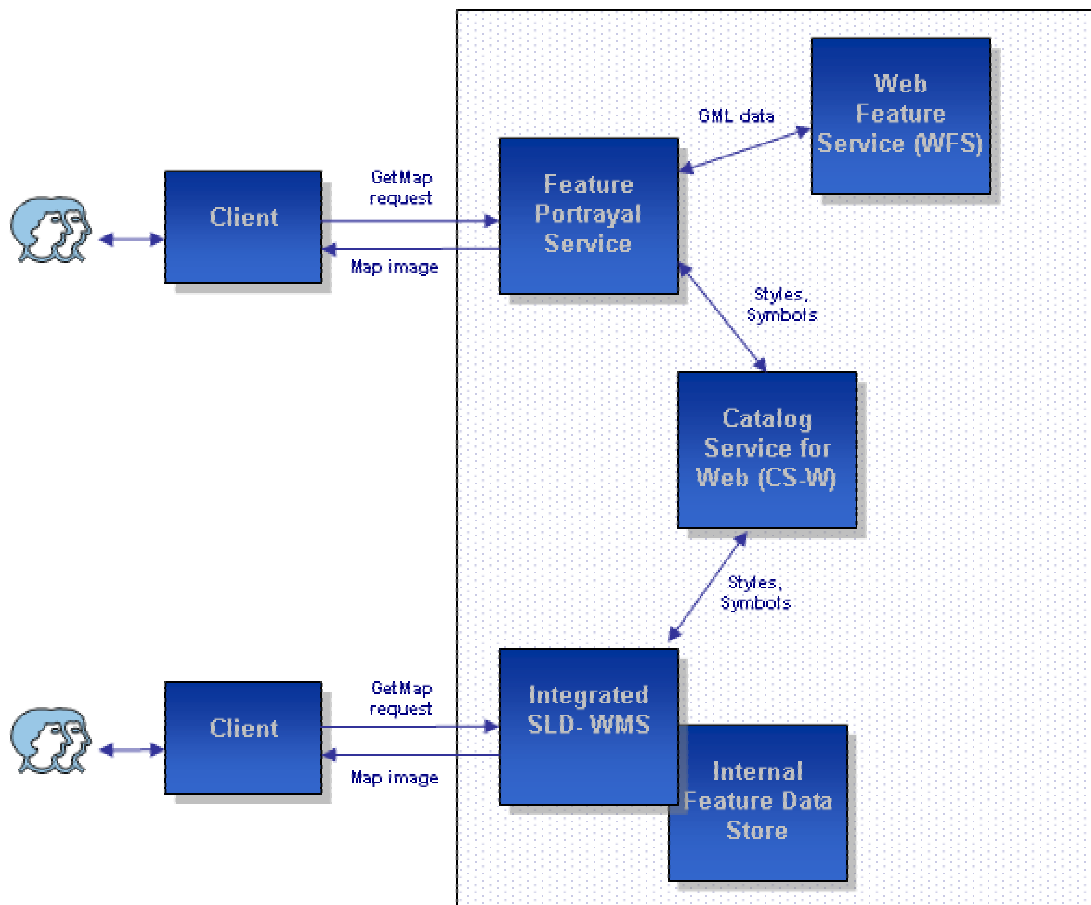 Web
Feature
Service (WFS)
GML data
Feature
Portrayal
Service
GetMap
request
Client
Map image
Styles,
Symbols
Catalog
Service for
Web (CS-W)
Styles,
Symbols
GetMap
request
Client
Map image
Integrated
SLD- WMS
Internal
Feature Data
Store